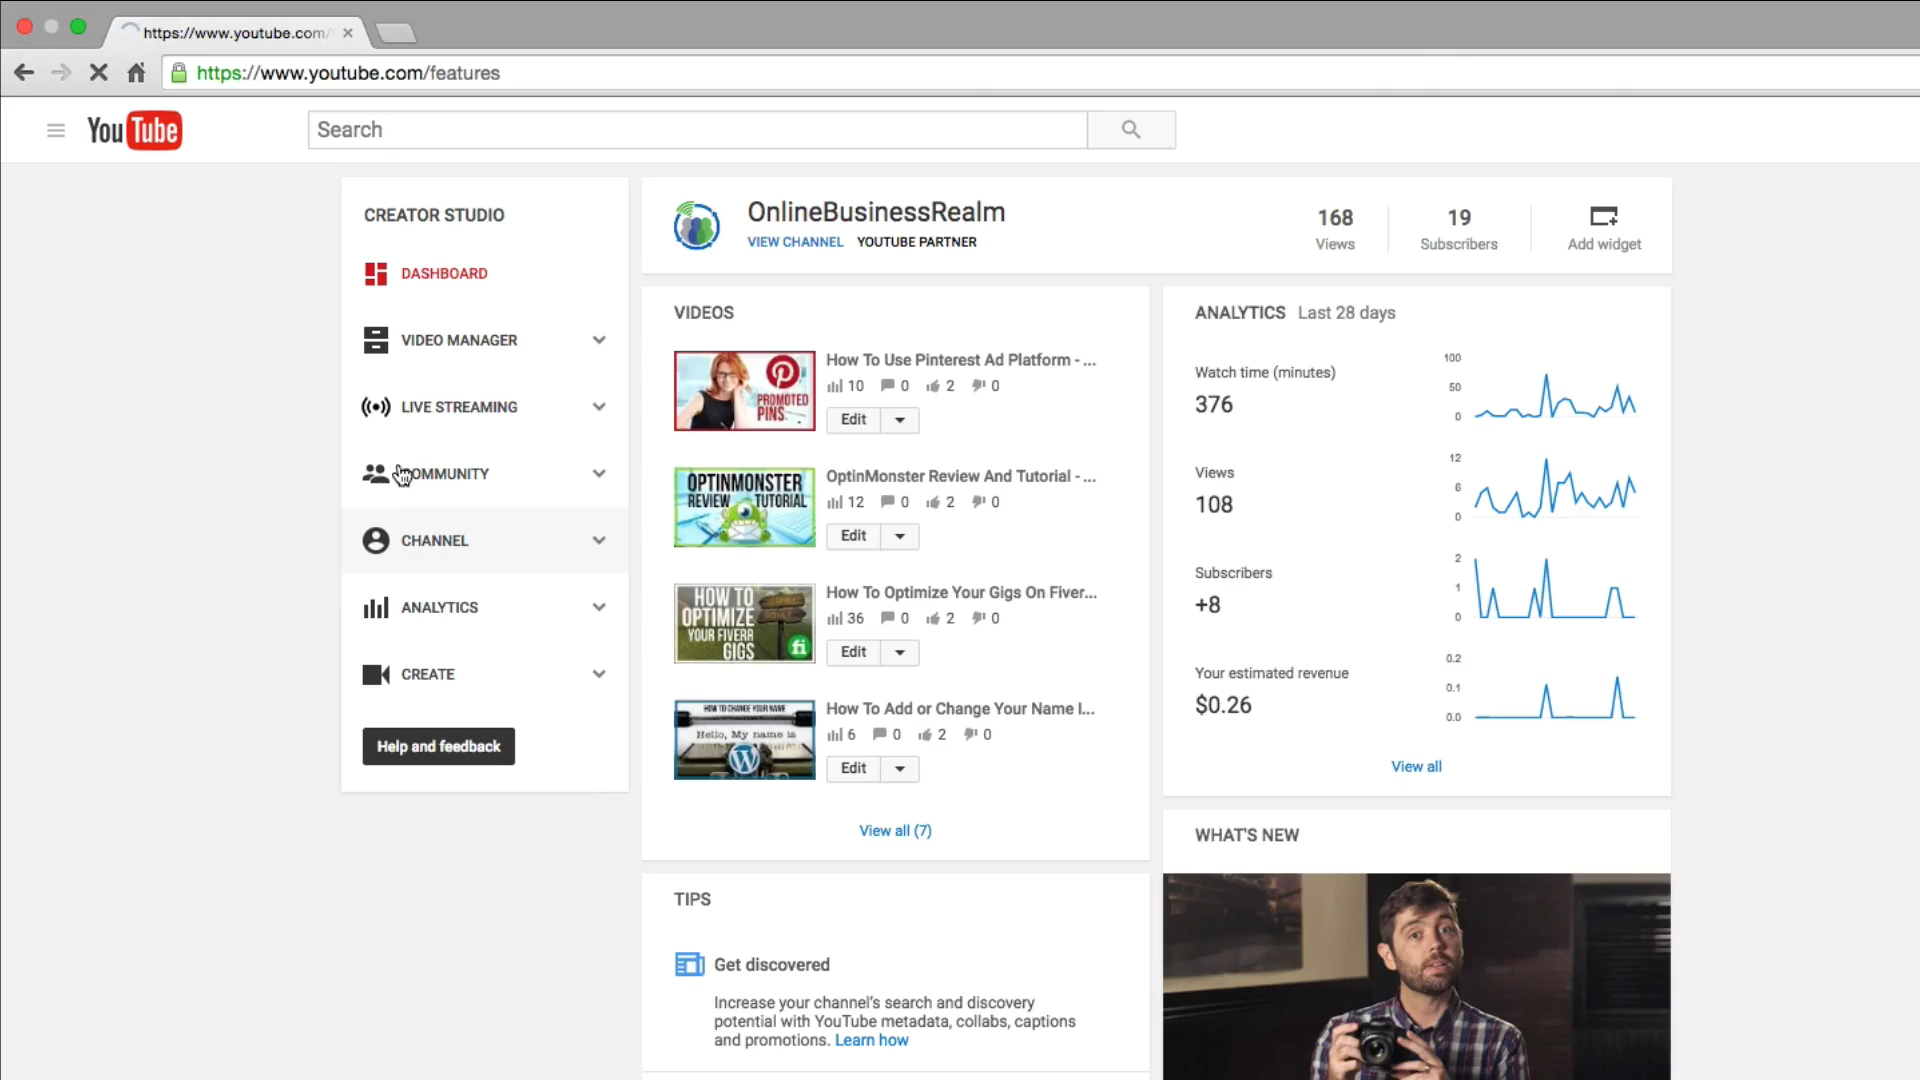 https://www.youtube.com/
https://www.youtube.com/features
YouTube
Search
CREATOR STUDIO
DASHBOARD
VIDEO MANAGER
LIVE STREAMING
COMMUNITY
CHANNEL
ANALYTICS
CREATE
Help and feedback
OnlineBusinessRealm
VIEW CHANNEL YOUTUBE PARTNER
168
Views
19
Subscribers
Add widget
VIDEOS
PROMOTED
PINS
How To Use Pinterest Ad Platform - ...
10 0 2 0
Edit
OPTINMONSTER
REVIEW TUTORIAL
OptinMonster Review And Tutorial - ...
12 0 2 0
Edit
HOW TO
OPTIMIZE
YOUR FIVERR
GIGS
fi
How To Optimize Your Gigs On Fiver...
36 0 2 0
Edit
HOW TO CHANGE YOUR NAME
Hello, My name is
How To Add or Change Your Name I...
6 0 2 0
Edit
View all (7)
ANALYTICS Last 28 days
Watch time (minutes)
376
100
50
0
Views
108
12
6
0
Subscribers
+8
2
1
0
Your estimated revenue
$0.26
0.2
0.1
0.0
View all
WHAT'S NEW
TIPS
Get discovered
Increase your channel's search and discovery
potential with YouTube metadata, collabs, captions
and promotions. Learn how